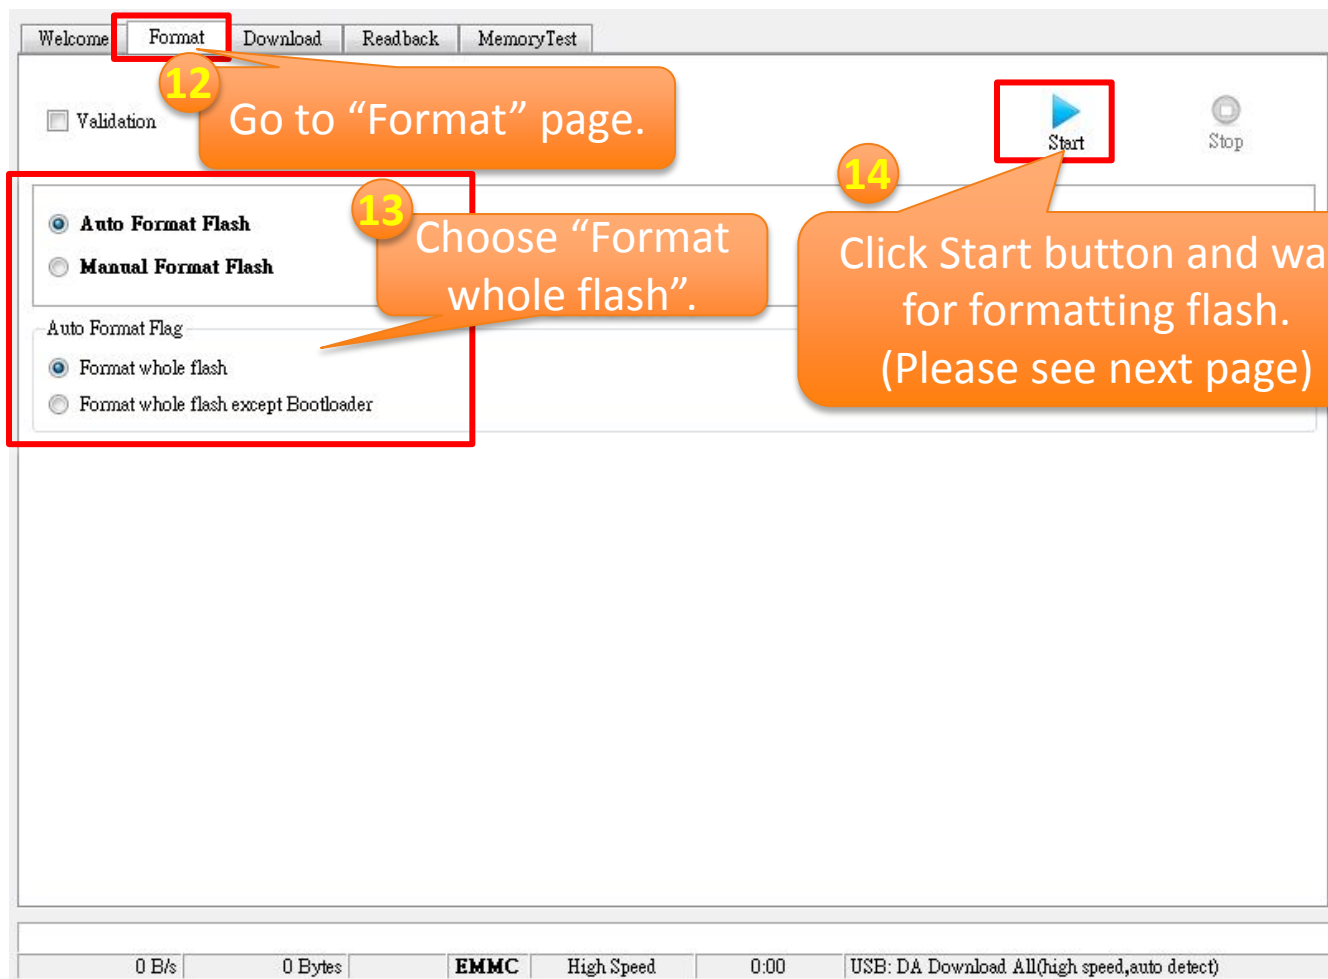 Welcome Format Download Readback MemoryTest
12
Go to “Format” page.
Validation
Start
Stop
13
Choose “Format
whole flash”.
14
Click Start button and wa
for formatting flash.
(Please see next page)
Auto Format Flash
Manual Format Flash
Auto Format Flag
Format whole flash
Format whole flash except Bootloader
0 B/s 0 Bytes EMMC High Speed 0:00 USB: DA Download All(high speed,auto detect)